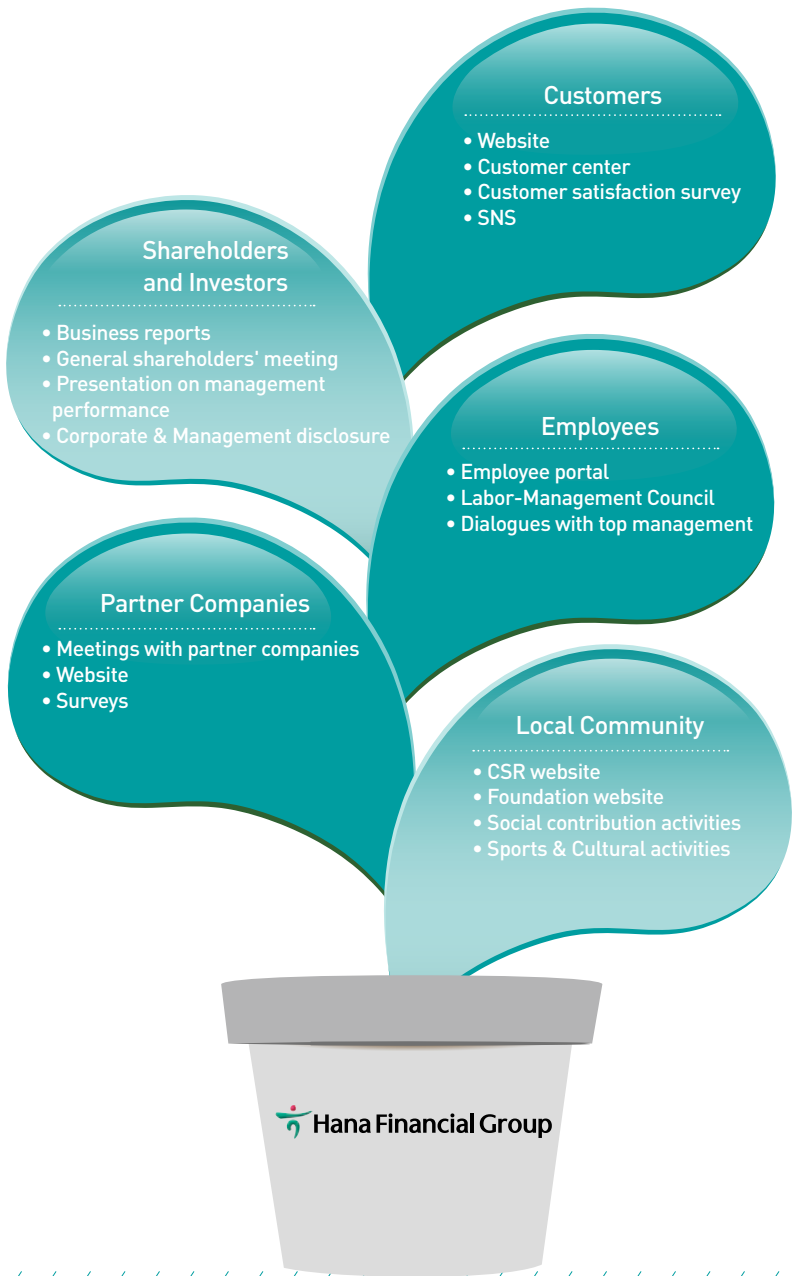 Customers
• Website
• Customer center
• Customer satisfaction survey
• SNS
Shareholders
and Investors
• Business reports
• General shareholders' meeting
• Presentation on management
performance
• Corporate & Management disclosure
Employees
• Employee portal
• Labor-Management Council
• Dialogues with top management
Partner Companies
• Meetings with partner companies
• Website
• Surveys
Local Community
• CSR website
• Foundation website
• Social contribution activities
• Sports & Cultural activities
Hana Financial Group